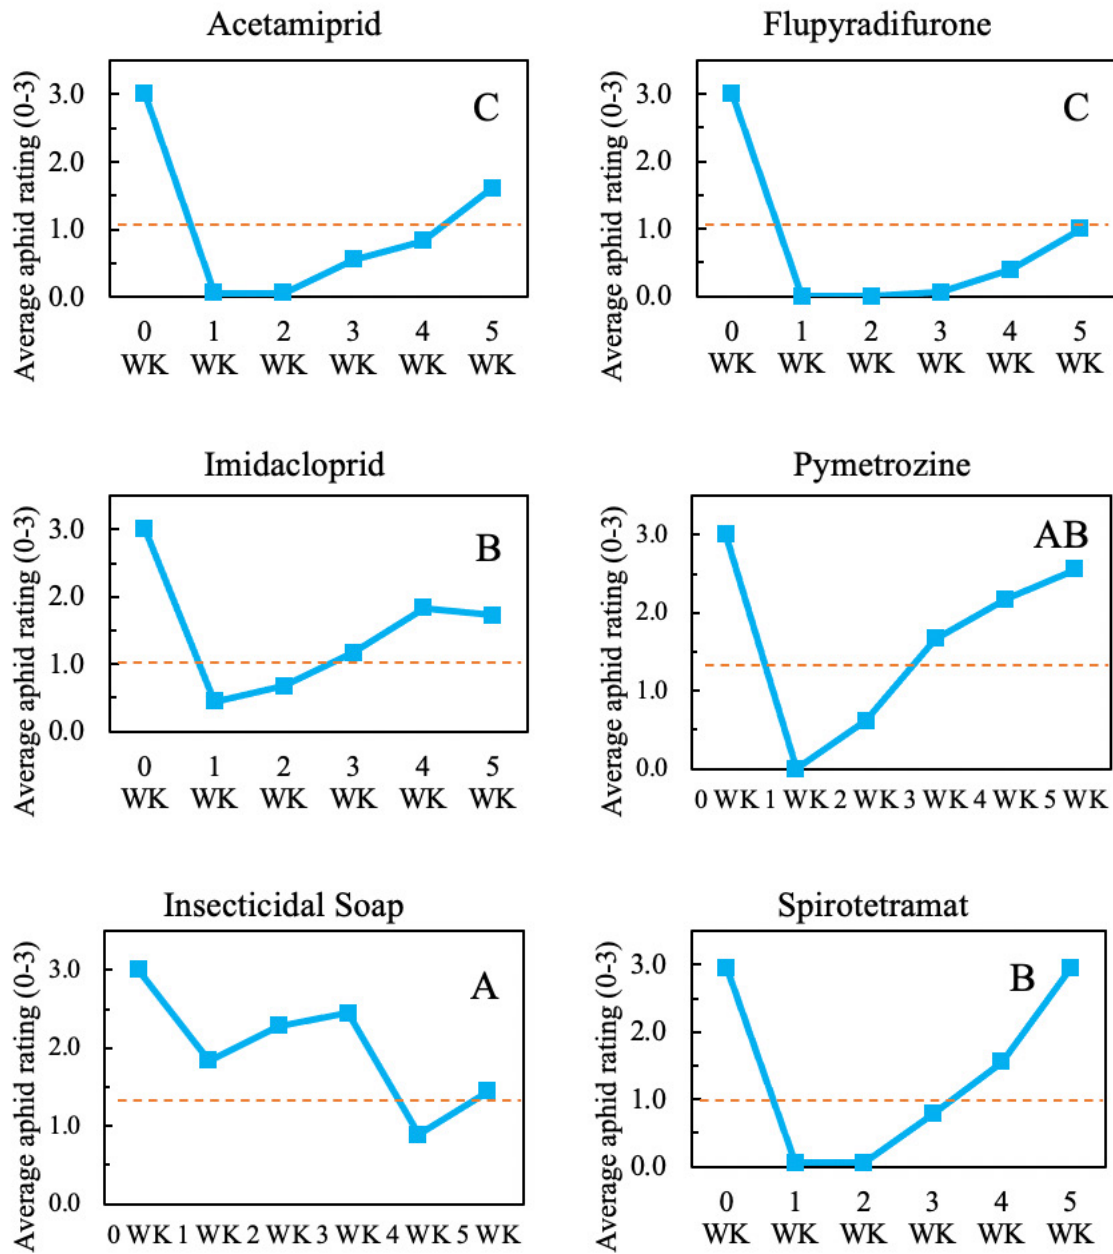 Acetamiprid
Average aphid rating (0-3)
3.0
2.0
1.0
0.0
C
0 1 2 3 4 5
WK WK WK WK WK WK
Flupyradifurone
Average aphid rating (0-3)
3.0
2.0
1.0
0.0
C
0 1 2 3 4 5
WK WK WK WK WK WK
Imidacloprid
Average aphid rating (0-3)
3.0
2.0
1.0
0.0
B
0 1 2 3 4 5
WK WK WK WK WK WK
Pymetrozine
Average aphid rating (0-3)
3.0
2.0
1.0
0.0
AB
0 WK 1 WK 2 WK 3 WK 4 WK 5 WK
Insecticidal Soap
Average aphid rating (0-3)
3.0
2.0
1.0
0.0
A
0 WK 1 WK 2 WK 3 WK 4 WK 5 WK
Spirotetramat
Average aphid rating (0-3)
3.0
2.0
1.0
0.0
B
0 1 2 3 4 5
WK WK WK WK WK WK